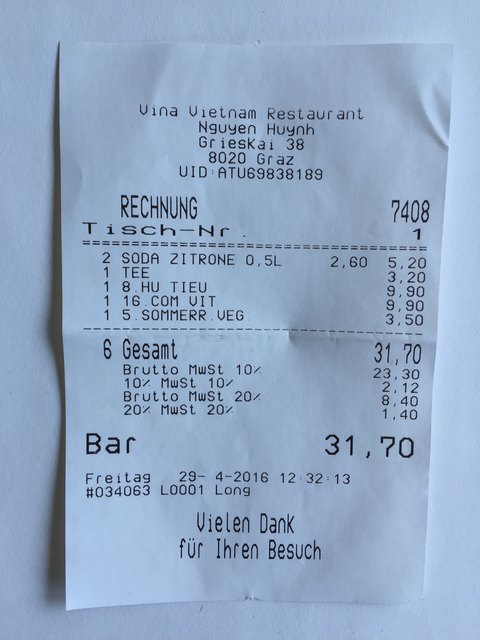 Vina Vietnam Restaurant
Nguyen Huynh
Grieskai 38
8020 Graz
UID:ATU69838189
RECHNUNG 7408
Tisch-Nr. 1
2 SODA ZITRONE 0,5L 2,60 5,20
1 TEE 3,20
1 8.HU TIEU 9,90
1 16.COM VIT 9,90
1 5.SOMMERR.VEG. 3,50
6 Gesamt 31,70
Brutto MwSt 10% 23,30
10% MwSt 10% 2,12
Brutto MwSt 20% 8,40
20% MwSt 20% 1,40
Bar 31,70
Freitag 29- 4-2016 12:32:13
#034063 L0001 Long
Vielen Dank
für Ihren Besuch